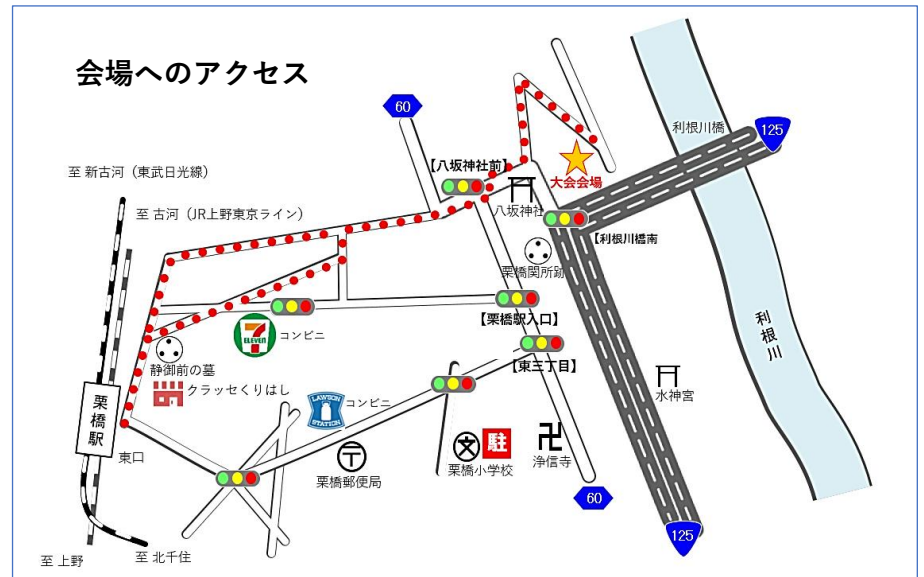 会場へのアクセス
60
利根川橋
125
【八坂神社前】
至 新古河（東武日光線）
大会会場
至 古河（JR上野東京ライン）
八坂神社
【利根川橋南
栗橋関所跡
【栗橋駅入口】
利根川
7
ELEVEN
コンビニ
【東三丁目】
静御前の墓
クラッセくりはし
水神宮
LAWSON
STATION
コンビニ
栗橋駅
東口
〒
栗橋郵便局
文
駐
栗橋小学校
卍
浄信寺
60
125
至 上野
至 北千住